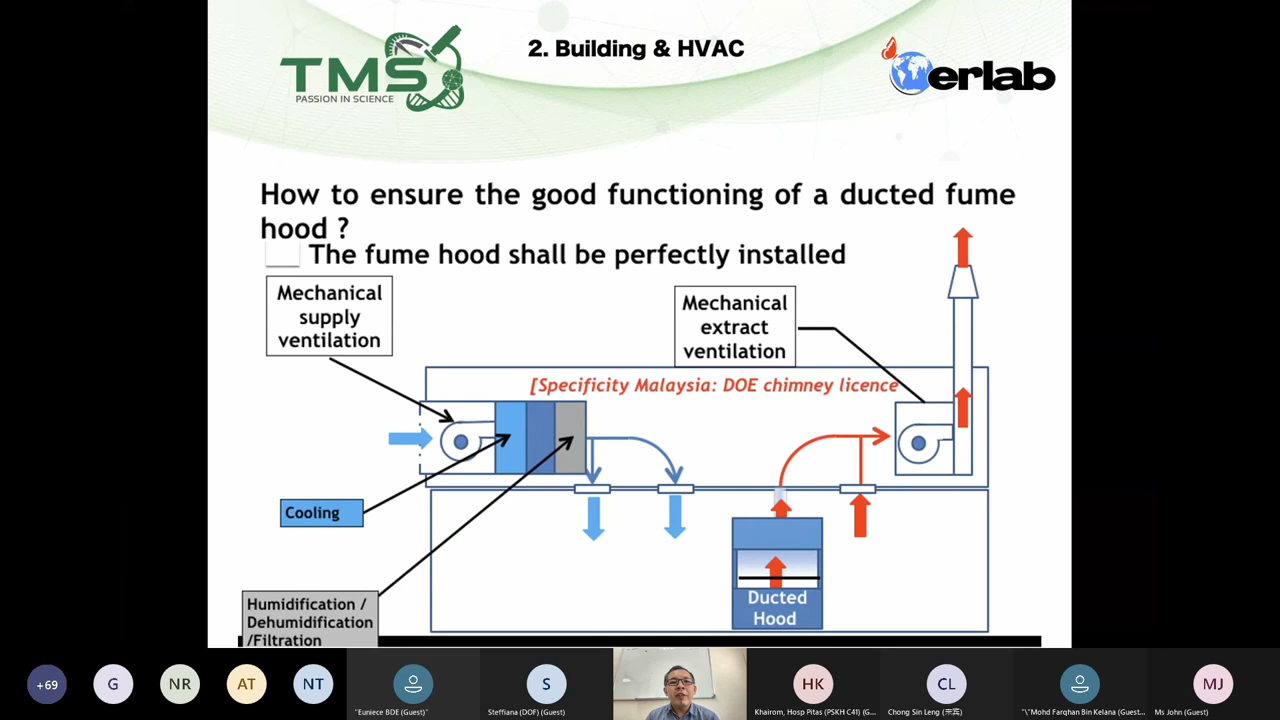 2. Building & HVAC
TMS
PASSION IN SCIENCE
erlab
How to ensure the good functioning of a ducted fume
hood ?
The fume hood shall be perfectly installed
Mechanical
supply
ventilation
Mechanical
extract
ventilation
[Specificity Malaysia: DOE chimney licence
Cooling
Humidification /
Dehumidification
/Filtration
Ducted
Hood
+69
G
NR
AT
NT
"Euniece BDE (Guest)"
S
Steffiana (DOF) (Guest)
HK
Khairom, Hosp Pitas (PSKH C41) (G...
CL
Chong Sin Leng (宋宾)
"\"Mohd Farqhan Bin Kelana (Guest...
MJ
Ms John (Guest)